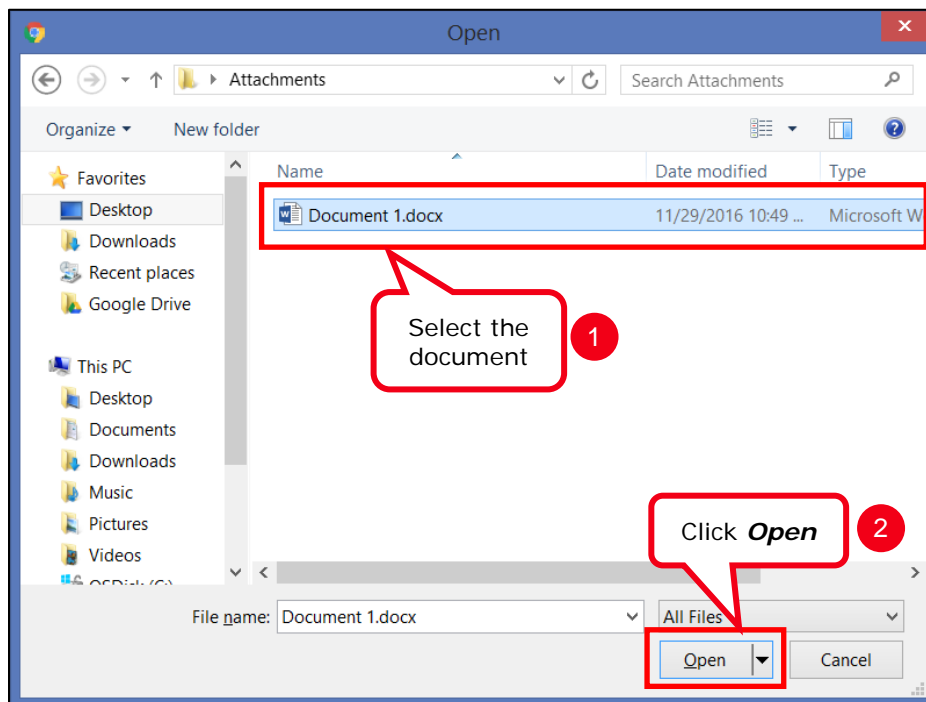 Open
Attachments
Search Attachments
Organize
New folder
Name
Date modified
Type
Favorites
Desktop
Downloads
Recent places
Google Drive
This PC
Desktop
Documents
Downloads
Music
Pictures
Videos
Document 1.docx
11/29/2016 10:49 ...
Microsoft W
Select the
document
1
Click Open
2
File name:
Document 1.docx
All Files
Open
Cancel